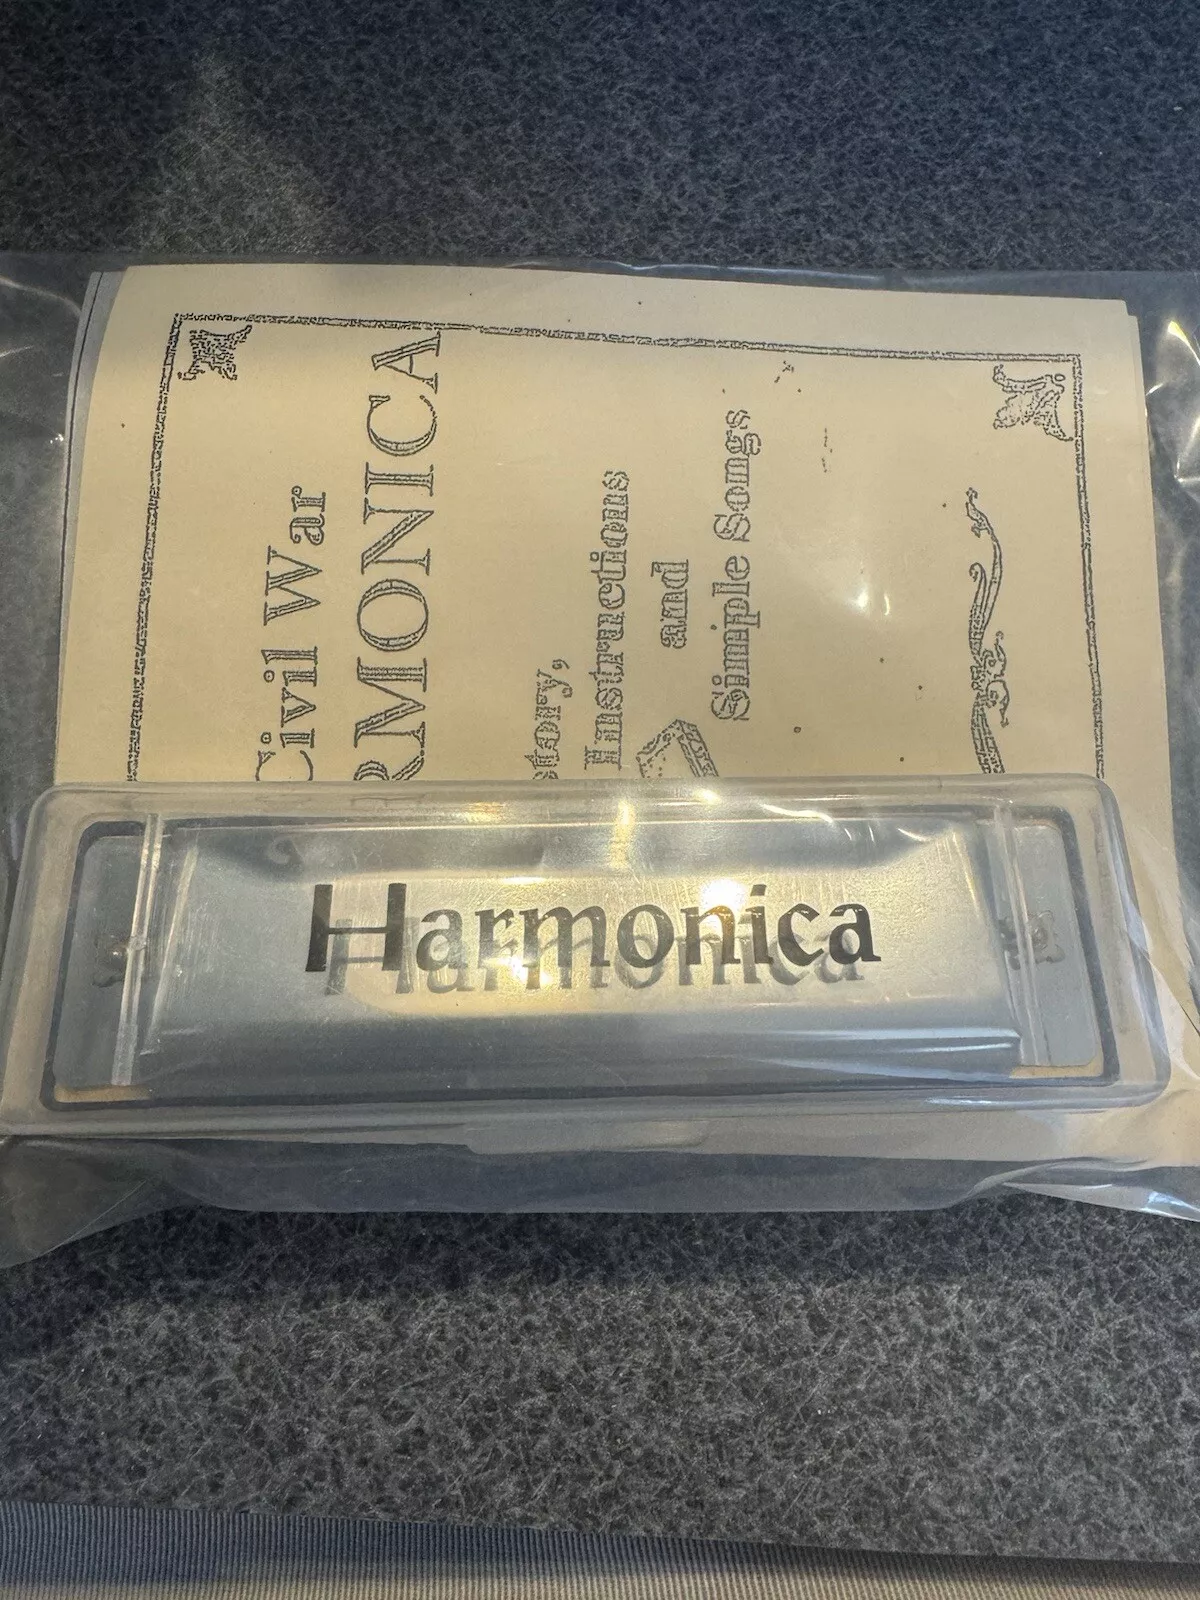 Civil War
RMONICA
story,
Instructions
and
Simple Songs
Harmonica